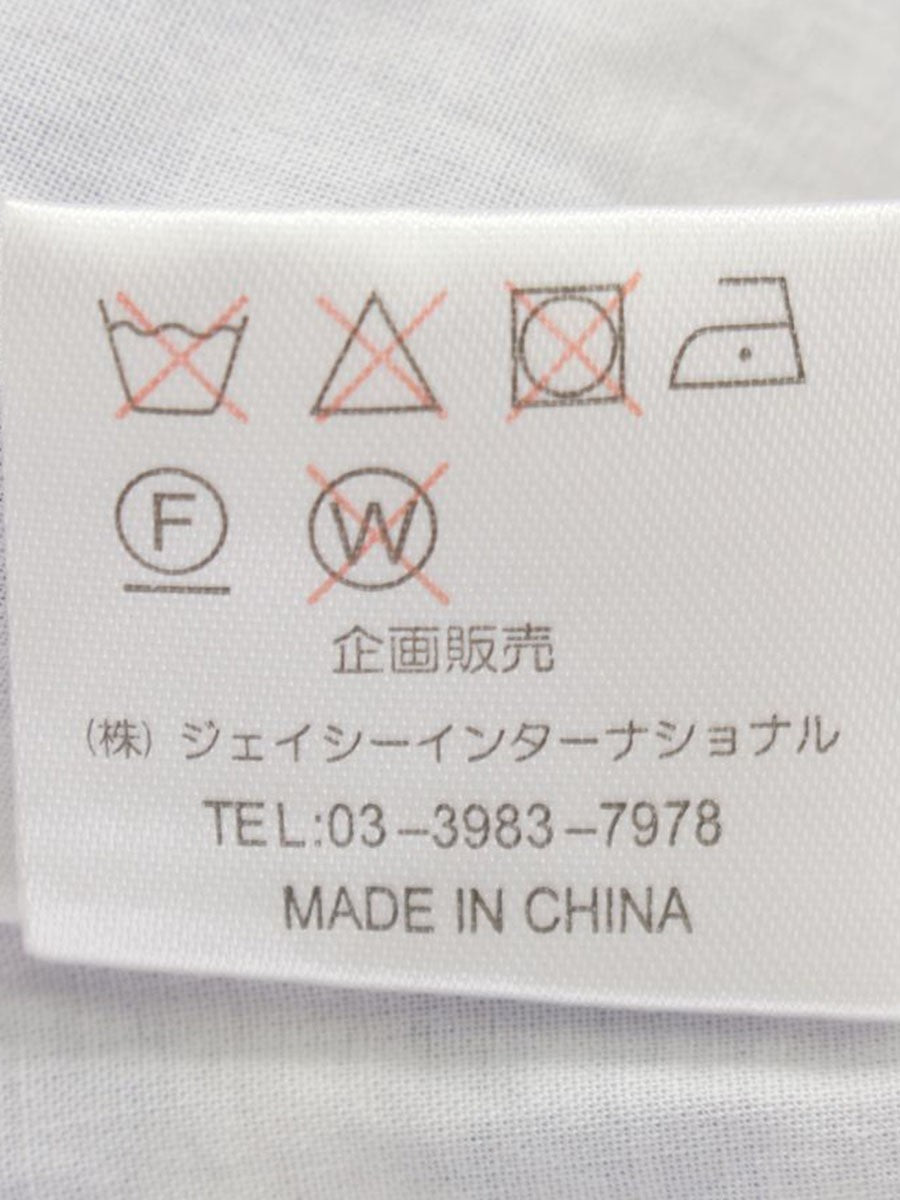 F W
企画販売
(株) ジェイシーインターナショナル
TEL:03-3983-7978
MADE IN CHINA